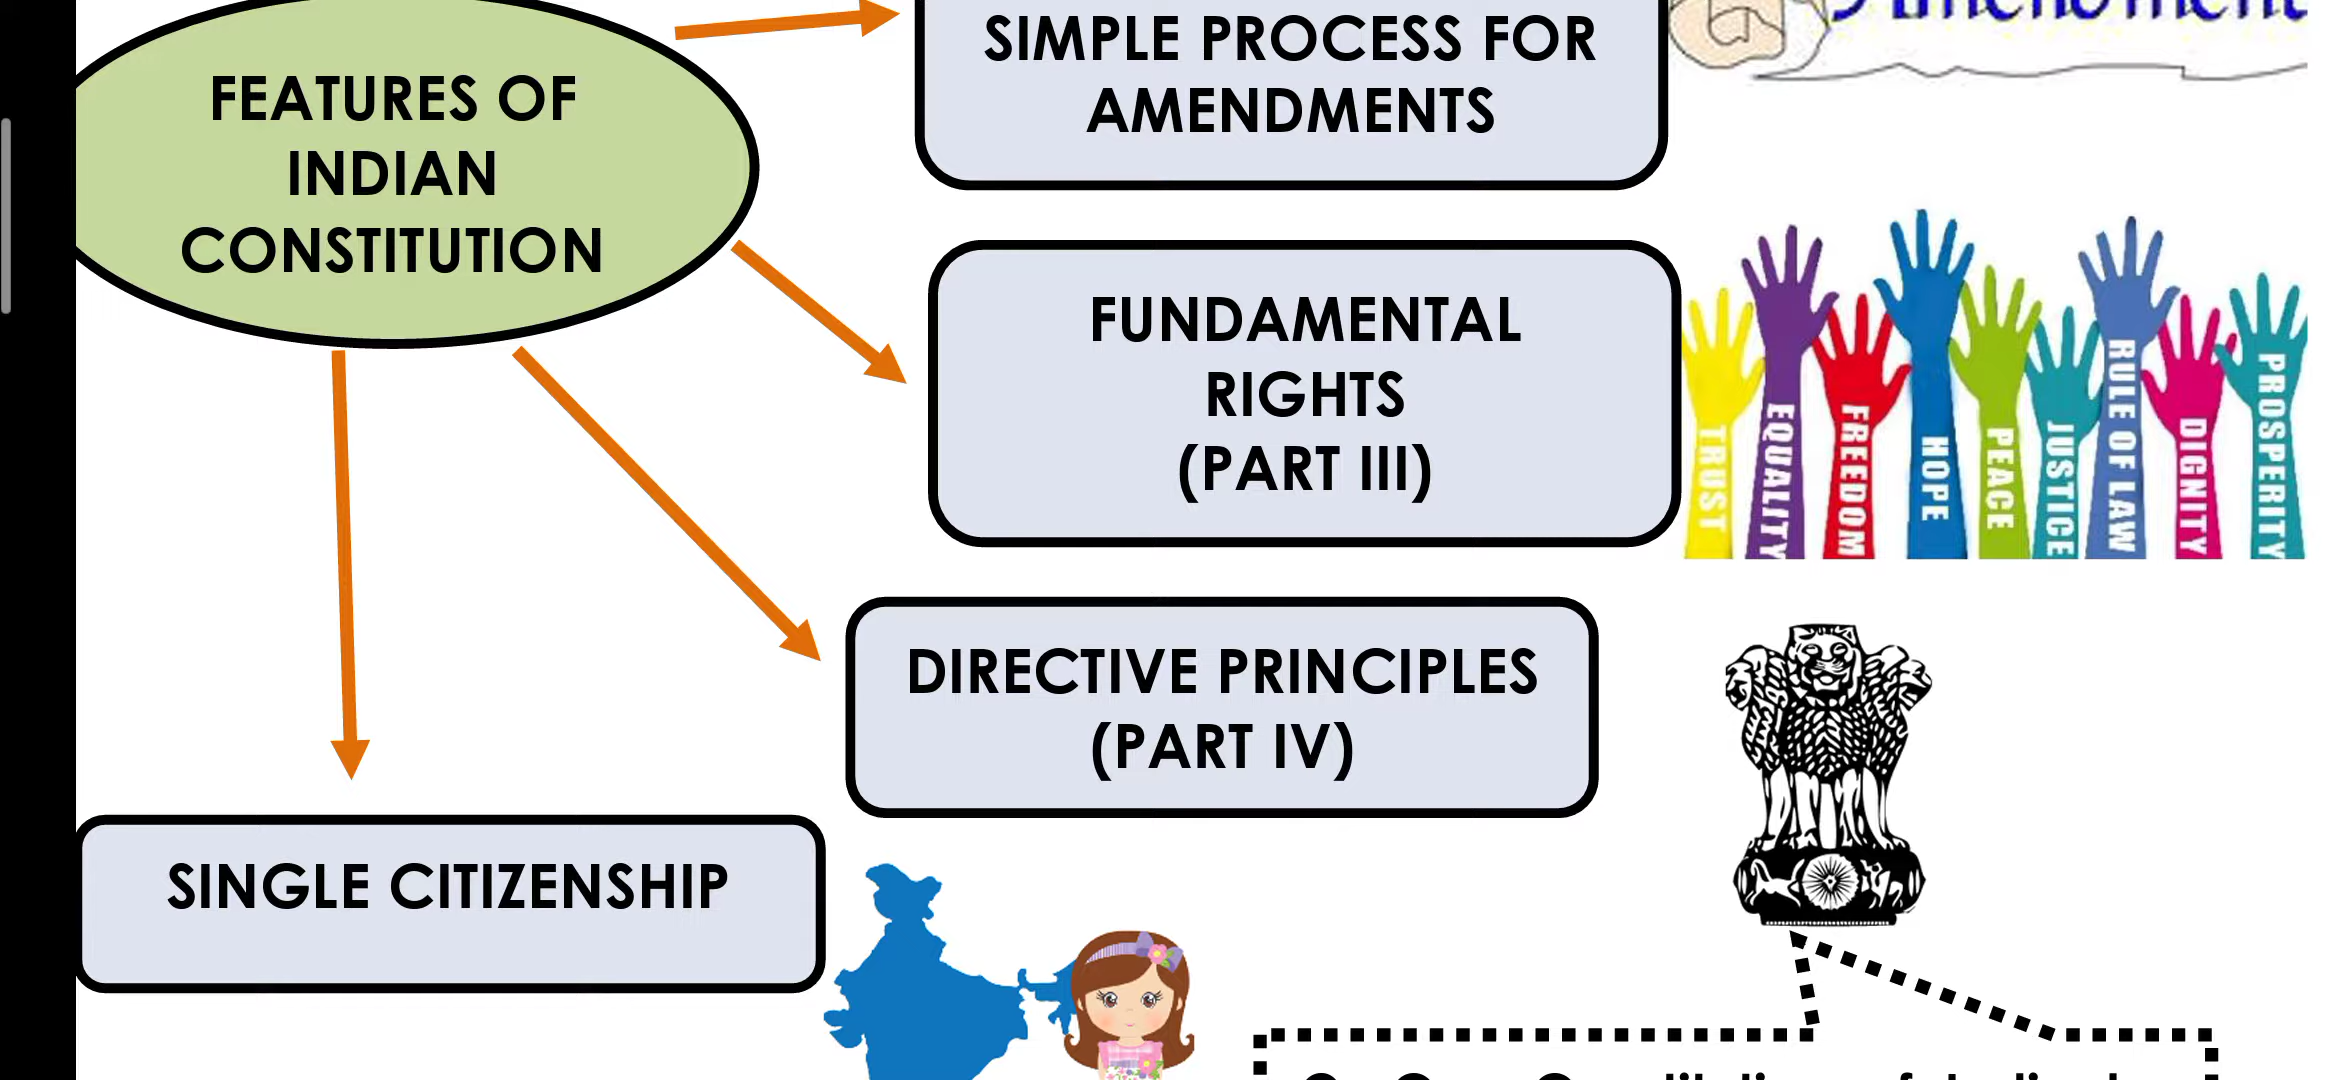 FEATURES OF
INDIAN
CONSTITUTION
SIMPLE PROCESS FOR
AMENDMENTS
FUNDAMENTAL
RIGHTS
(PART III)
TRUST
EQUALITY
FREEDOM
HOPE
PEACE
JUSTICE
RULE OF LAW
DIGNITY
PROSPERITY
DIRECTIVE PRINCIPLES
(PART IV)
SINGLE CITIZENSHIP